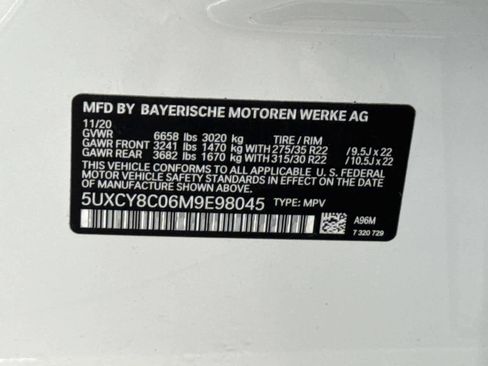 MFD BY BAYERISCHE MOTOREN WERKE AG
11/20
GVWR 6658 lbs 3020 kg TIRE / RIM
GAWR FRONT 3241 lbs 1470 kg WITH 275/35 R22 / 9.5J x 22
GAWR REAR 3682 lbs 1670 kg WITH 315/30 R22 / 10.5J x 22
THIS VEHICLE CONFORMS TO ALL APPLICABLE U. S. FEDERAL
MOTOR VEHICLE SAFETY STANDARDS IN EFFECT
ON THE DATE OF MANUFACTURE SHOWN ABOVE.
5UXCY8C06M9E98045 TYPE: MPV
A96M
7 320 729